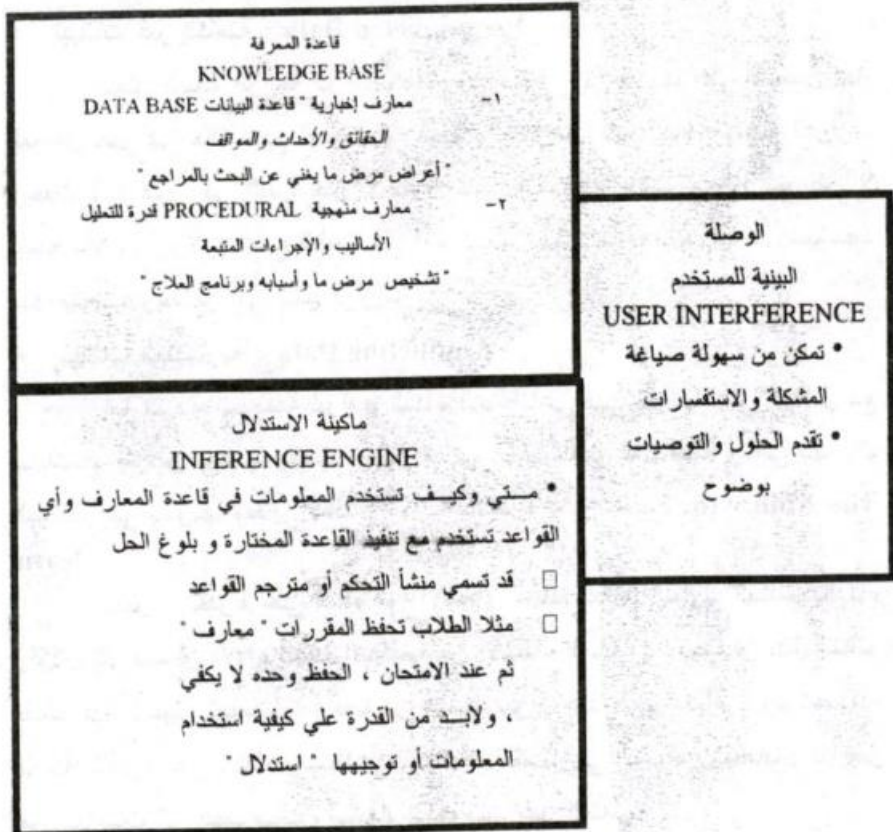 قاعدة المعرفة
KNOWLEDGE BASE
١- معارف إخبارية " قاعدة البيانات DATA BASE
الحقائق والأحداث والمواقف
" أعراض مرض ما يغني عن البحث بالمراجع "
٢- معارف منهجية PROCEDURAL قدرة للتعليل
الأساليب والإجراءات المتبعة
" تشخيص مرض ما وأسبابه وبرنامج العلاج "
الوصلة
البينية للمستخدم
USER INTERFERENCE
• تمكن من سهولة صياغة
المشكلة والاستفسارات
• تقدم الحلول والتوصيات
بوضوح
ماكينة الاستدلال
INFERENCE ENGINE
• متي وكيف تستخدم المعلومات في قاعدة المعارف وأي
القواعد تستخدم مع تنفيذ القاعدة المختارة و بلوغ الحل
□ قد تسمي منشأ التحكم أو مترجم القواعد
□ مثلا الطلاب تحفظ المقررات " معارف "
ثم عند الامتحان ، الحفظ وحده لا يكفي
، ولابد من القدرة علي كيفية استخدام
المعلومات أو توجيهها " استدلال "